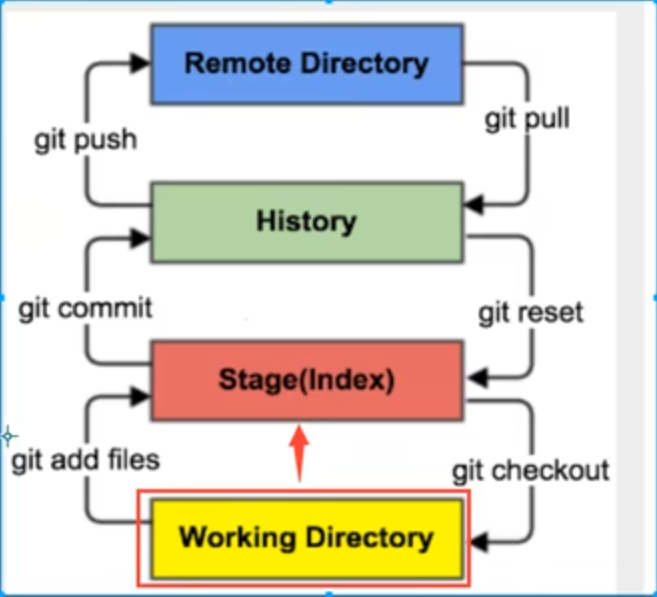 Remote Directory
git pull
git push
History
git commit
git reset
Stage(Index)
git add files
git checkout
Working Directory